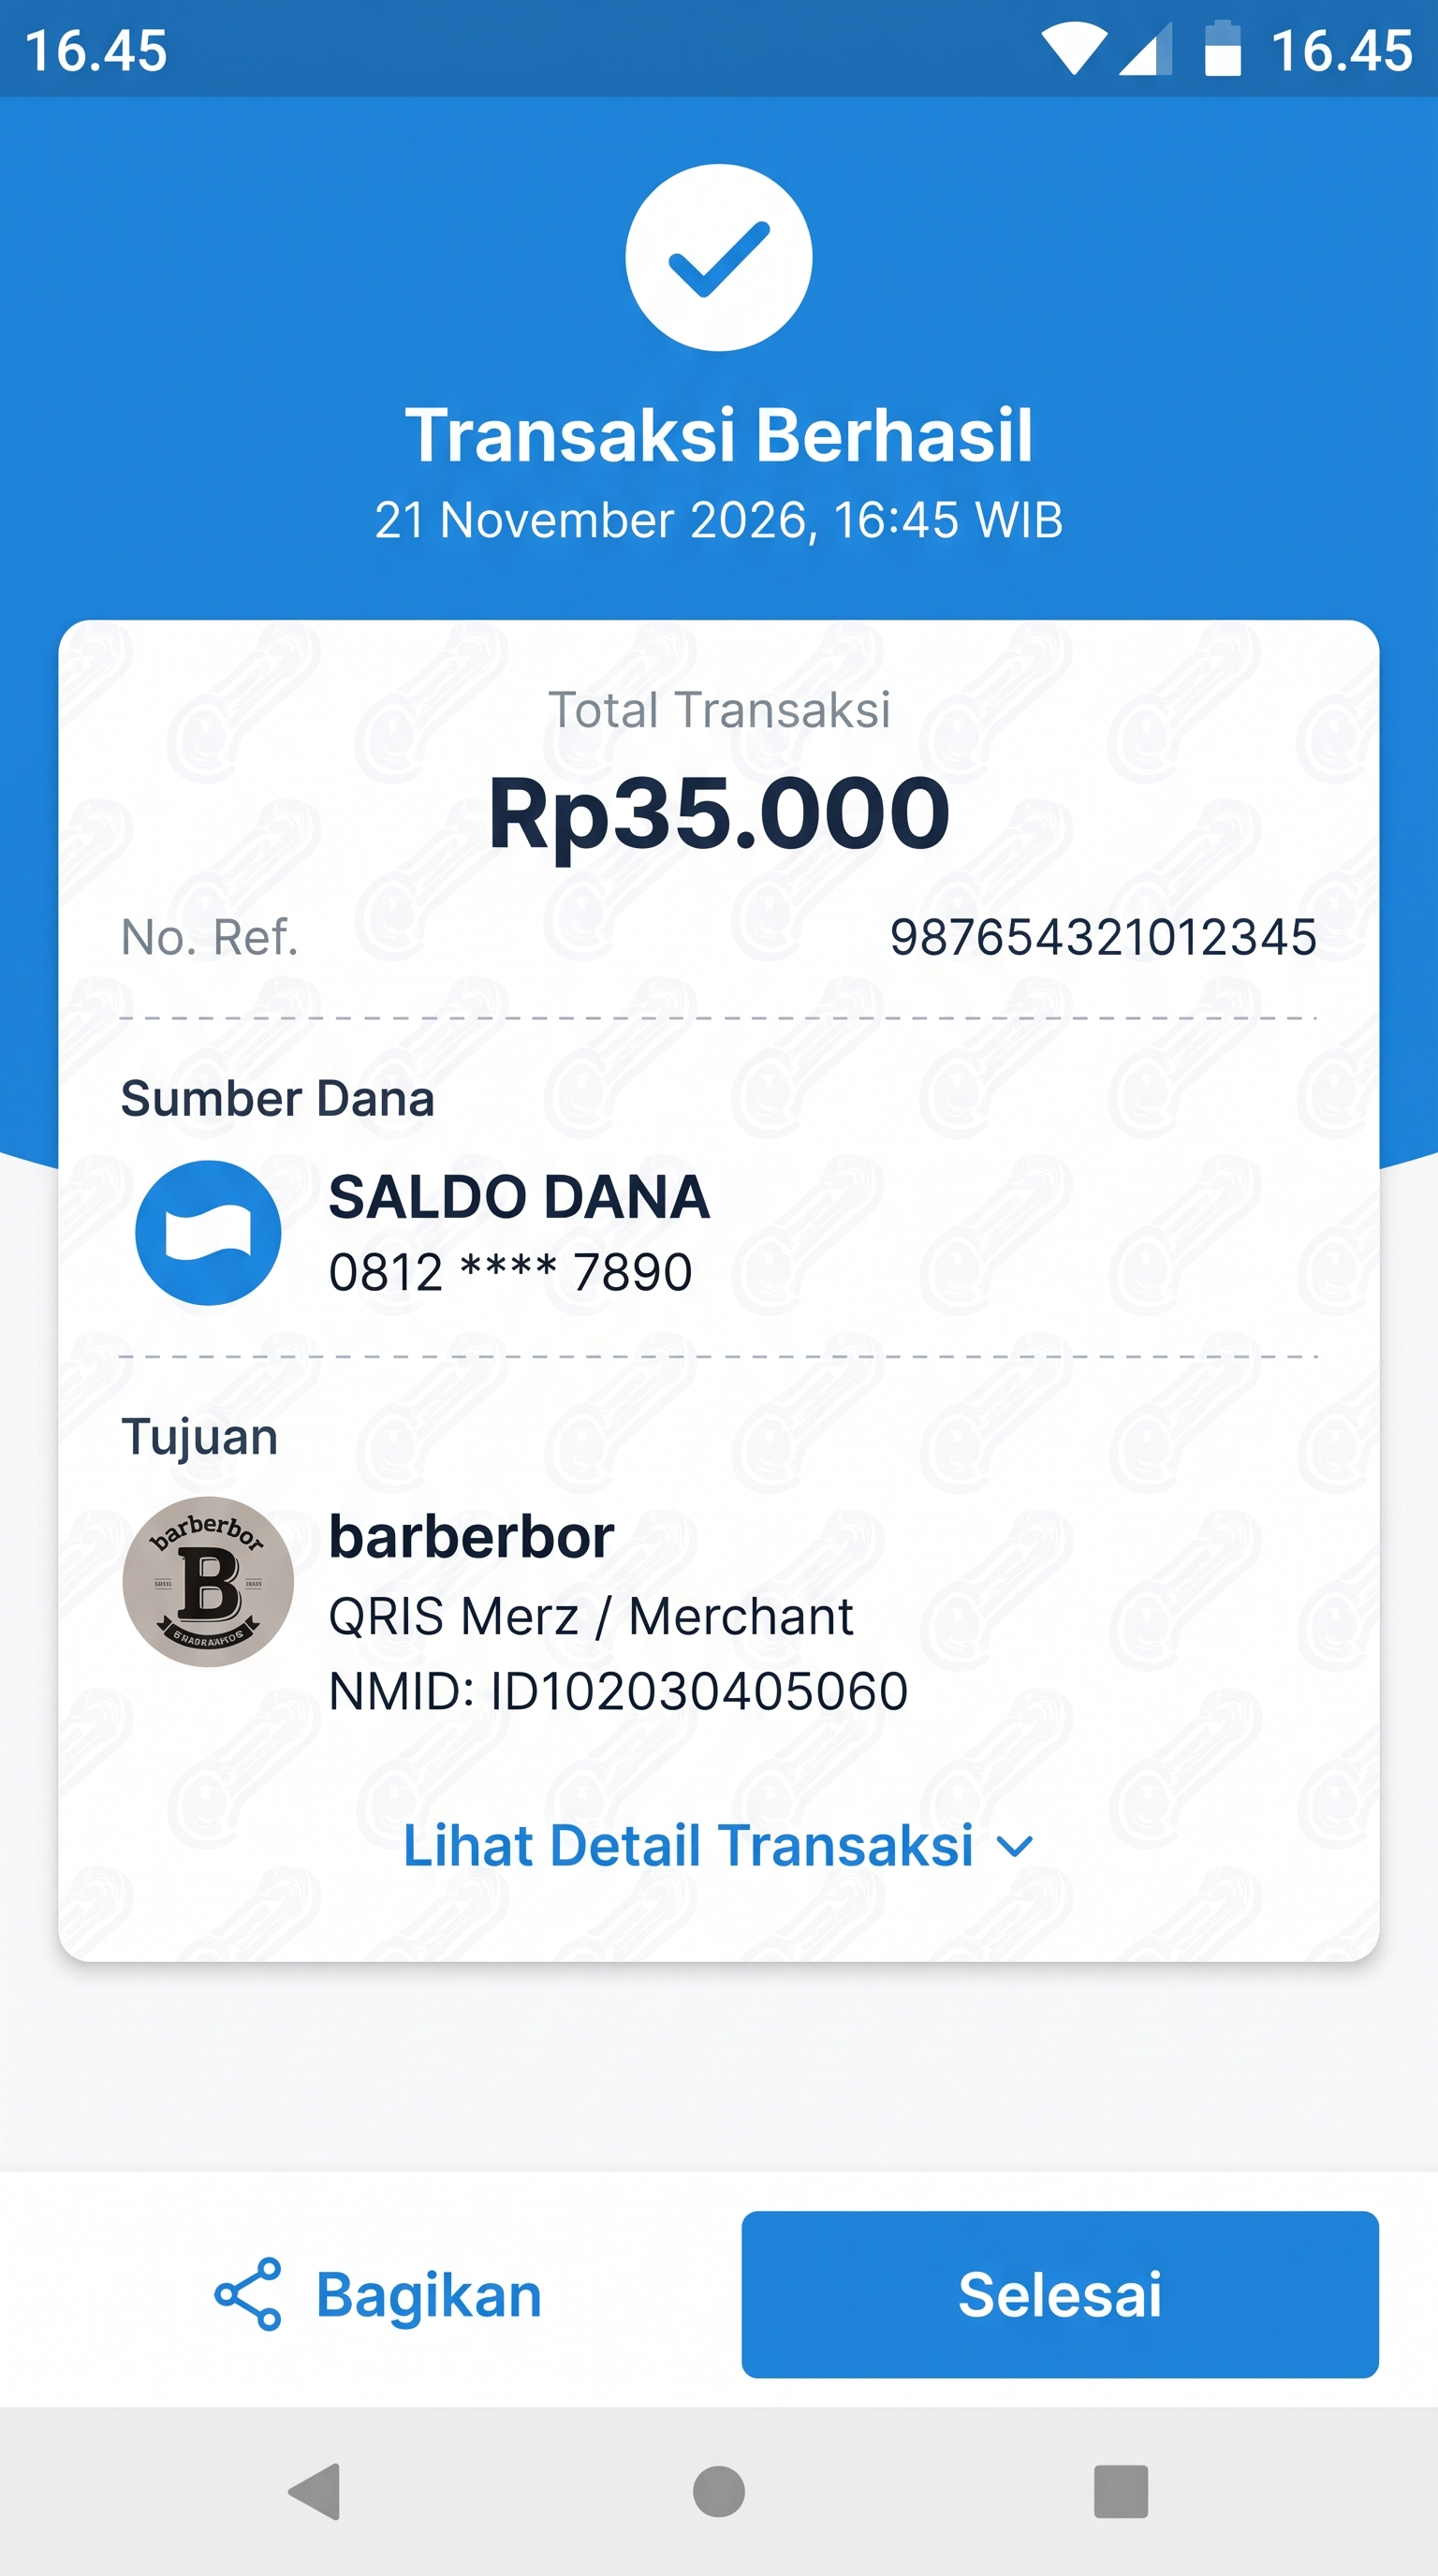 16.45 16.45
Transaksi Berhasil
21 November 2026, 16:45 WIB
Total Transaksi
Rp35.000
No. Ref. 987654321012345
Sumber Dana
SALDO DANA
0812 **** 7890
Tujuan
barberbor
B
barberbor
QRIS Merz / Merchant
NMID: ID102030405060
Lihat Detail Transaksi
Bagikan
Selesai